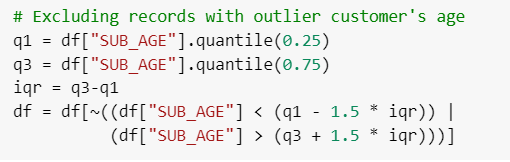 # Excluding records with outlier customer's age
q1 = df["SUB_AGE"].quantile(0.25)
q3 = df["SUB_AGE"].quantile(0.75)
iqr = q3-q1
df = df[~((df["SUB_AGE"] < (q1 - 1.5 * iqr)) |
(df["SUB_AGE"] > (q3 + 1.5 * iqr)))]